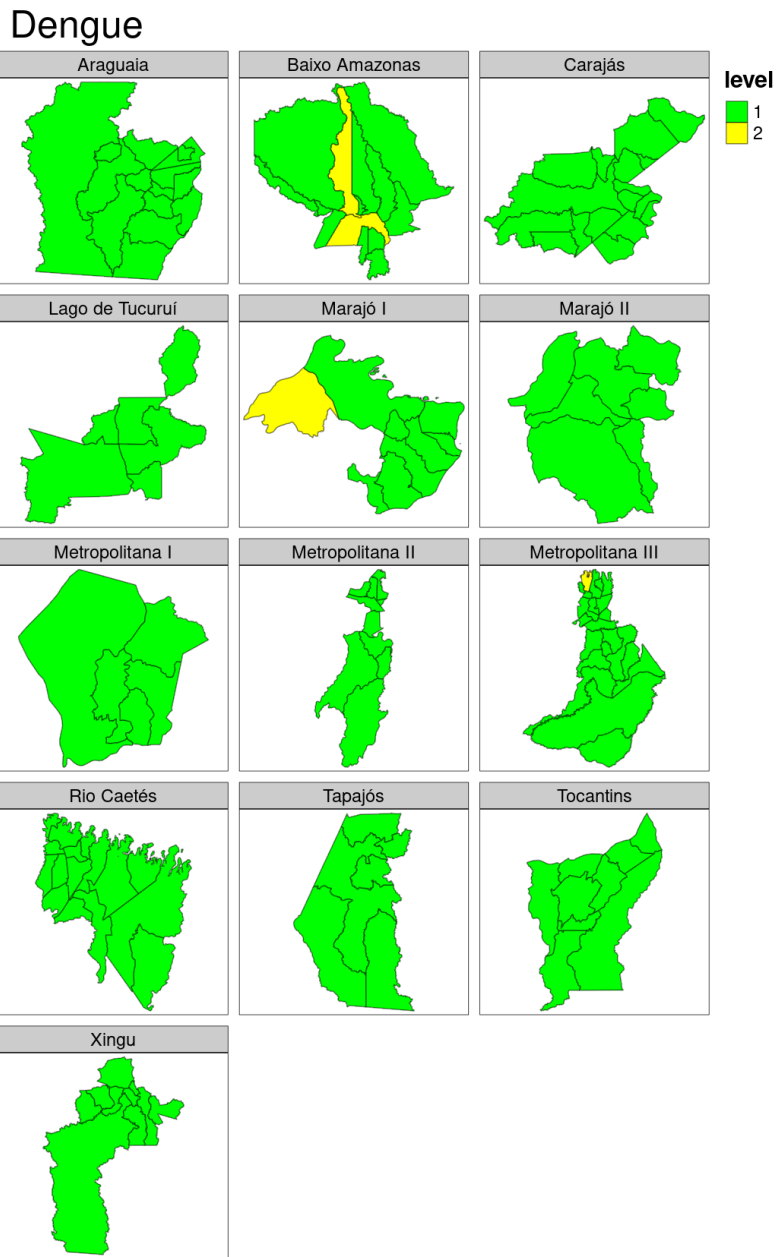 Dengue
Araguaia
Baixo Amazonas
Carajás
level
1
2
Lago de Tucuruí
Marajó I
Marajó II
Metropolitana I
Metropolitana II
Metropolitana III
Rio Caetés
Tapajós
Tocantins
Xingu